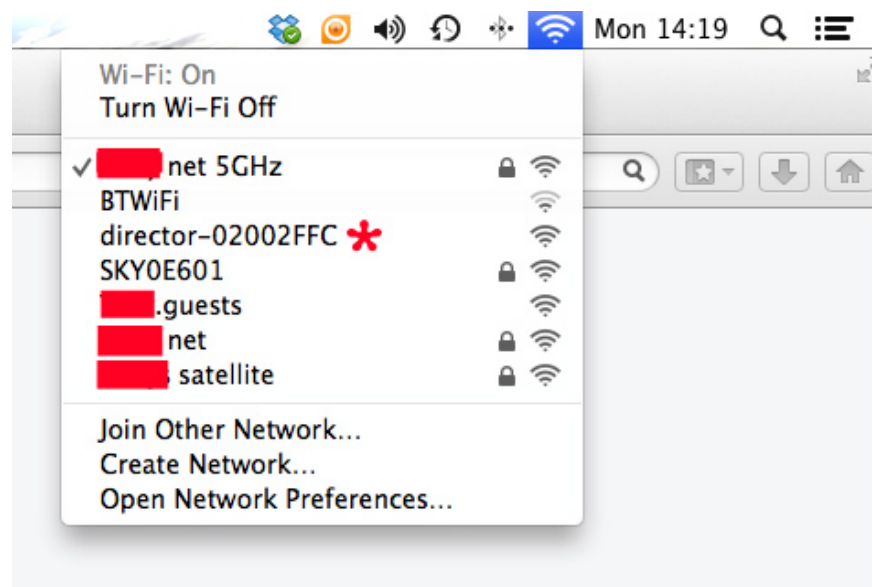 Mon 14:19
Wi-Fi: On
Turn Wi-Fi Off
net 5GHz
BTWiFi
director-02002FFC
SKY0E601
.guests
net
satellite
Join Other Network...
Create Network...
Open Network Preferences...